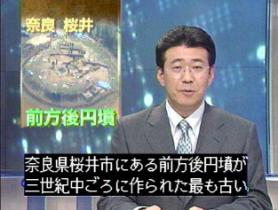 奈良 桜井
前方後円墳
奈良県桜井市にある前方後円墳が
三世紀中ごろに作られた最も古い